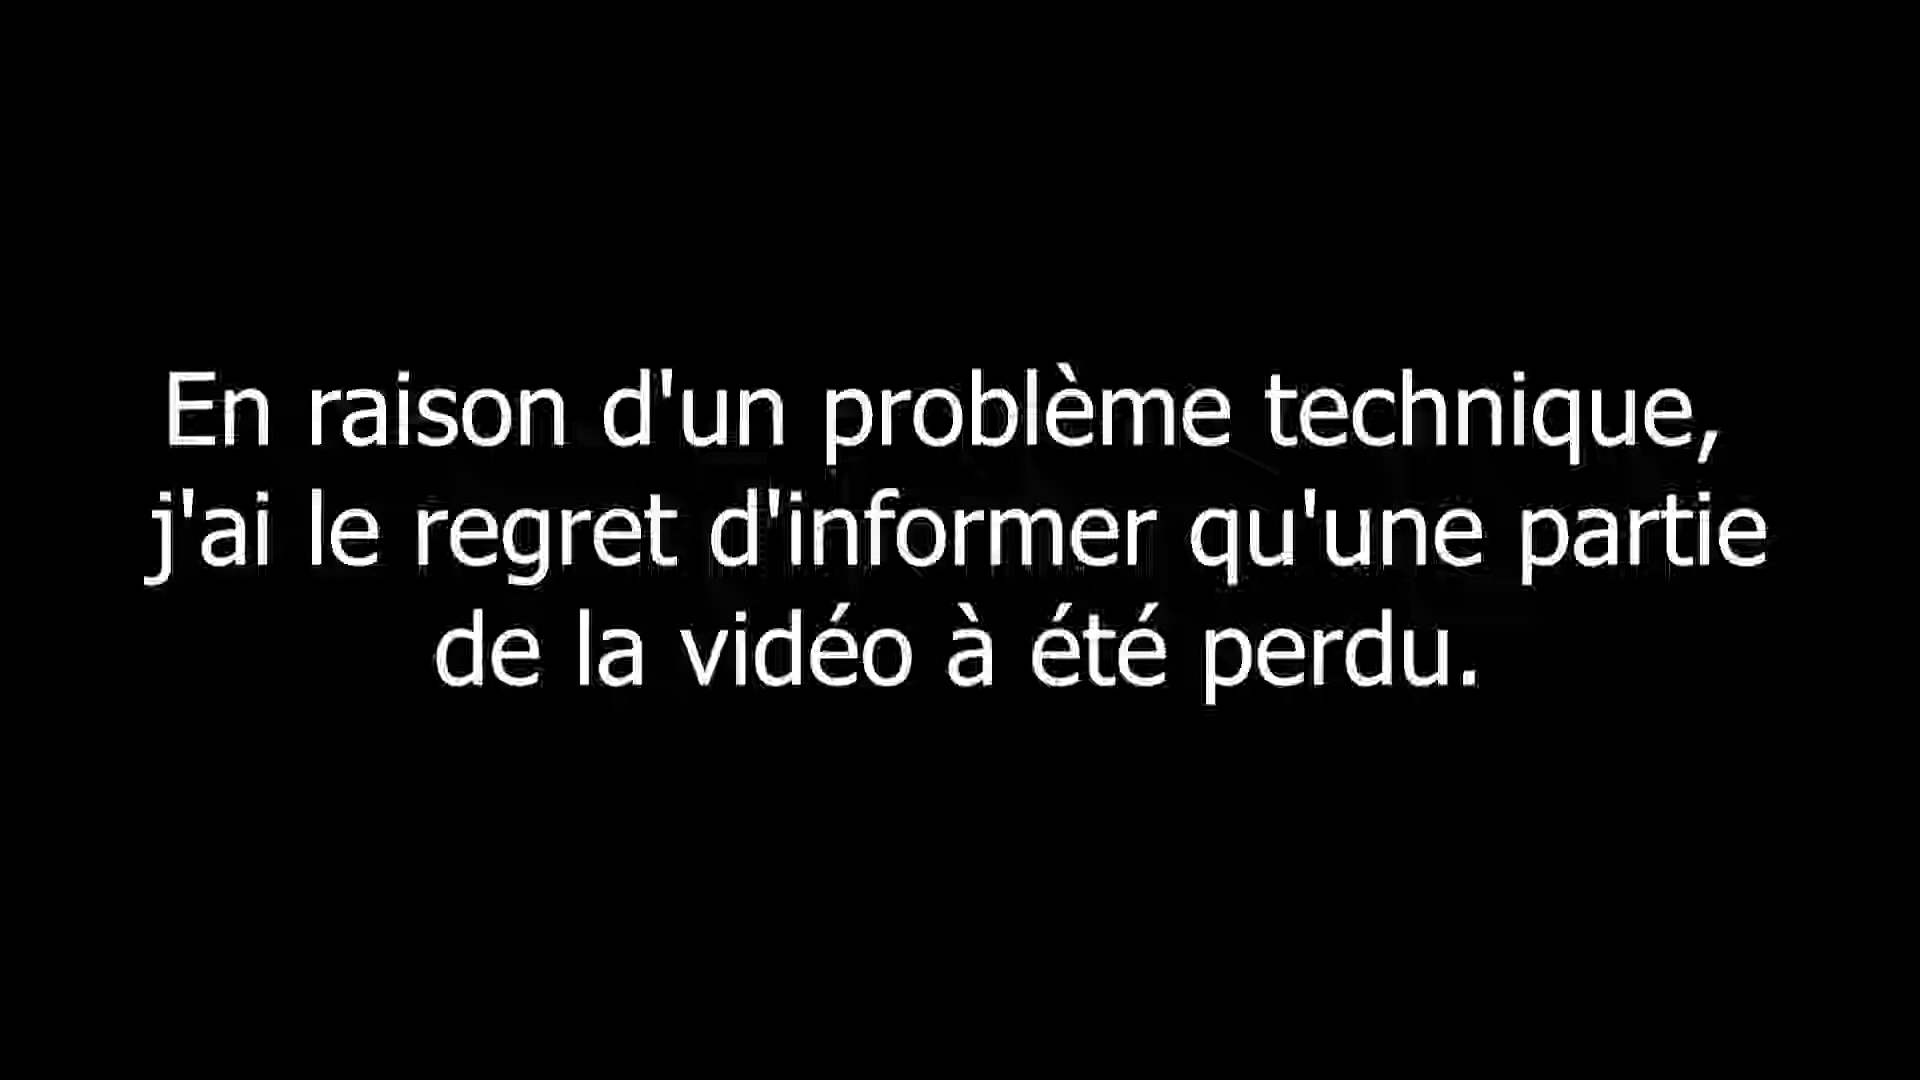 En raison d'un problème technique,
j'ai le regret d'informer qu'une partie
de la vidéo à été perdu.